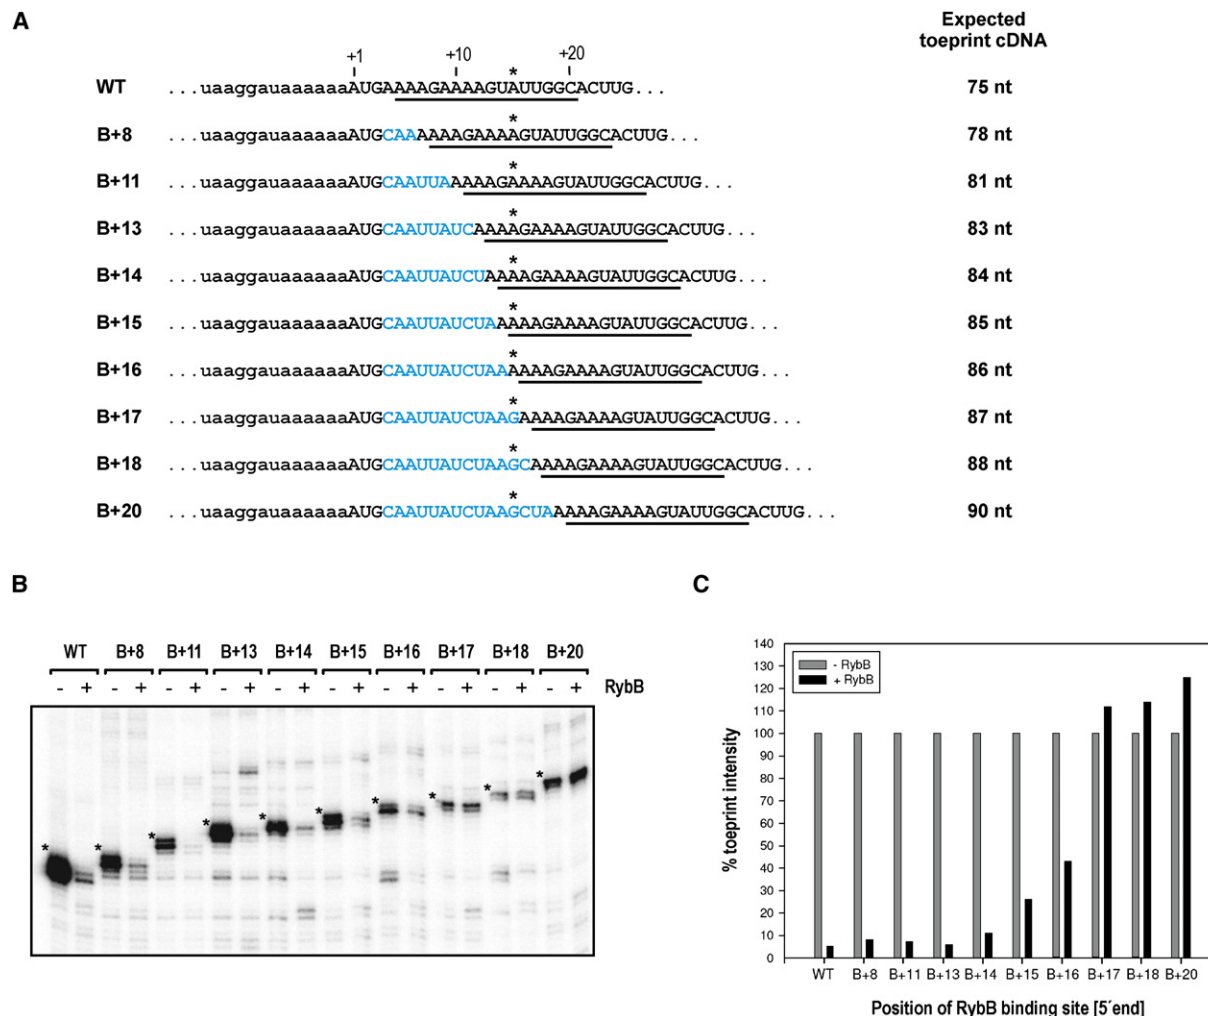 A
Expected
toeprint cDNA
+1 +10 +20
*
WT ...uaaggauaaaaaaAUGAAAAGAAAAGUAUUGGCACUUG... 75 nt
*
B+8 ...uaaggauaaaaaaAUGCAAAAAAGAAAAGUAUUGGCACUUG... 78 nt
*
B+11 ...uaaggauaaaaaaAUGCAAUUAAAAAGAAAAGUAUUGGCACUUG... 81 nt
*
B+13 ...uaaggauaaaaaaAUGCAAUUAUCAAAAGAAAAGUAUUGGCACUUG... 83 nt
*
B+14 ...uaaggauaaaaaaAUGCAAUUAUCUAAAAGAAAAGUAUUGGCACUUG... 84 nt
*
B+15 ...uaaggauaaaaaaAUGCAAUUAUCUAAAAAGAAAAGUAUUGGCACUUG... 85 nt
*
B+16 ...uaaggauaaaaaaAUGCAAUUAUCUAAAAAAGAAAAGUAUUGGCACUUG... 86 nt
*
B+17 ...uaaggauaaaaaaAUGCAAUUAUCUAAGAAAAGAAAAGUAUUGGCACUUG... 87 nt
*
B+18 ...uaaggauaaaaaaAUGCAAUUAUCUAAGCAAAAGAAAAGUAUUGGCACUUG... 88 nt
*
B+20 ...uaaggauaaaaaaAUGCAAUUAUCUAAGCUAAAAAGAAAAGUAUUGGCACUUG... 90 nt
B
WT B+8 B+11 B+13 B+14 B+15 B+16 B+17 B+18 B+20
- + - + - + - + - + - + - + - + - + - + RybB
* * * * * * * * * *
C
% toeprint intensity
140
130
120
110
100
90
80
70
60
50
40
30
20
10
0
- RybB
+ RybB
WT B+8 B+11 B+13 B+14 B+15 B+16 B+17 B+18 B+20
Position of RybB binding site [5´end]